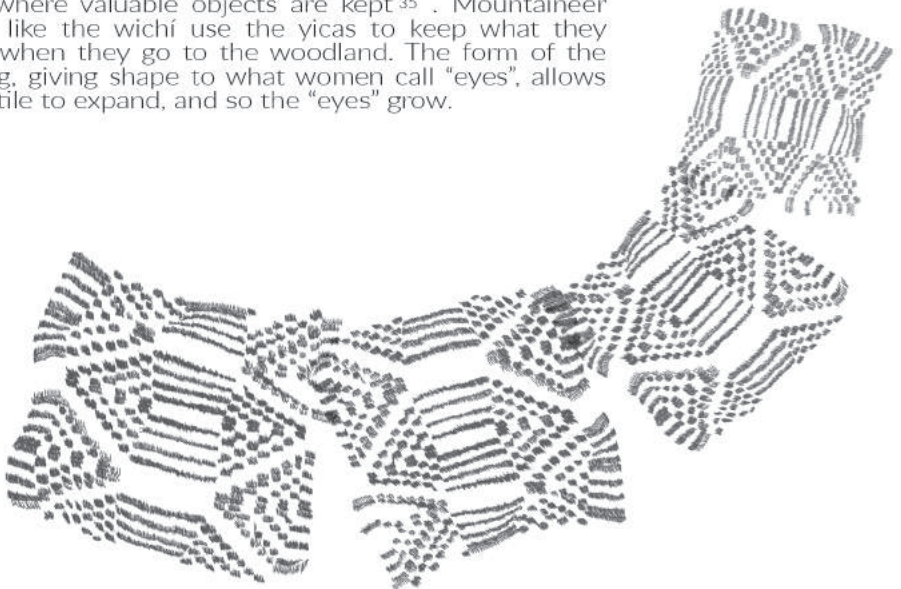 where valuable objects are kept 35 . Mountaineer
like the wichí use the yicas to keep what they
when they go to the woodland. The form of the
giving shape to what women call “eyes”, allows
to expand, and so the “eyes” grow.